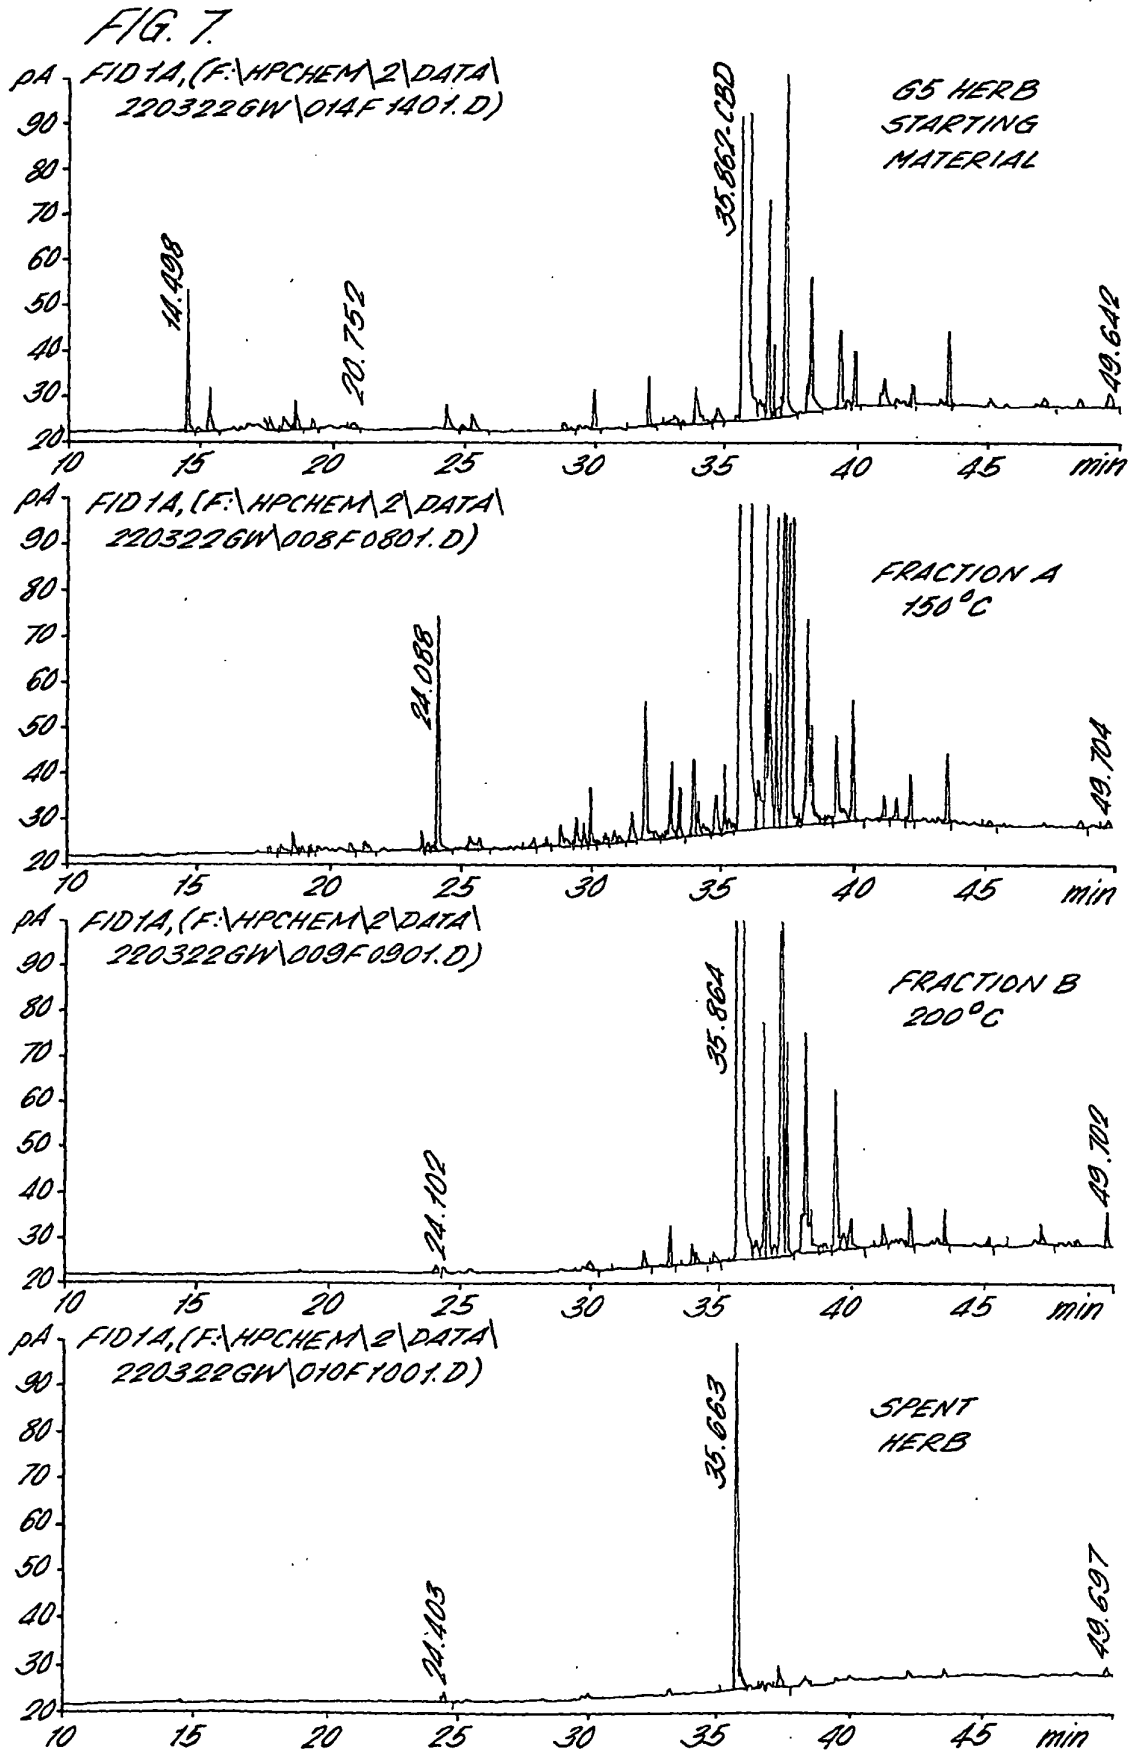 FIG. 7.
pA FID1A,(F:\HPCHEM\2\DATA\
220322GW\014F1401.D)
G5 HERB
STARTING
MATERIAL
90
80
70
60
50
40
30
20
14.498
20.752
35.862-CBD
49.642
10 15 20 25 30 35 40 45 min
pA FID1A,(F:\HPCHEM\2\DATA\
220322GW\008F0801.D)
FRACTION A
150°C
90
80
70
60
50
40
30
20
24.088
49.704
10 15 20 25 30 35 40 45 min
pA FID1A,(F:\HPCHEM\2\DATA\
220322GW\009F0901.D)
FRACTION B
200°C
90
80
70
60
50
40
30
20
24.102
35.864
49.702
10 15 20 25 30 35 40 45 min
pA FID1A,(F:\HPCHEM\2\DATA\
220322GW\010F1001.D)
SPENT
HERB
90
80
70
60
50
40
30
20
24.403
35.663
49.697
10 15 20 25 30 35 40 45 min